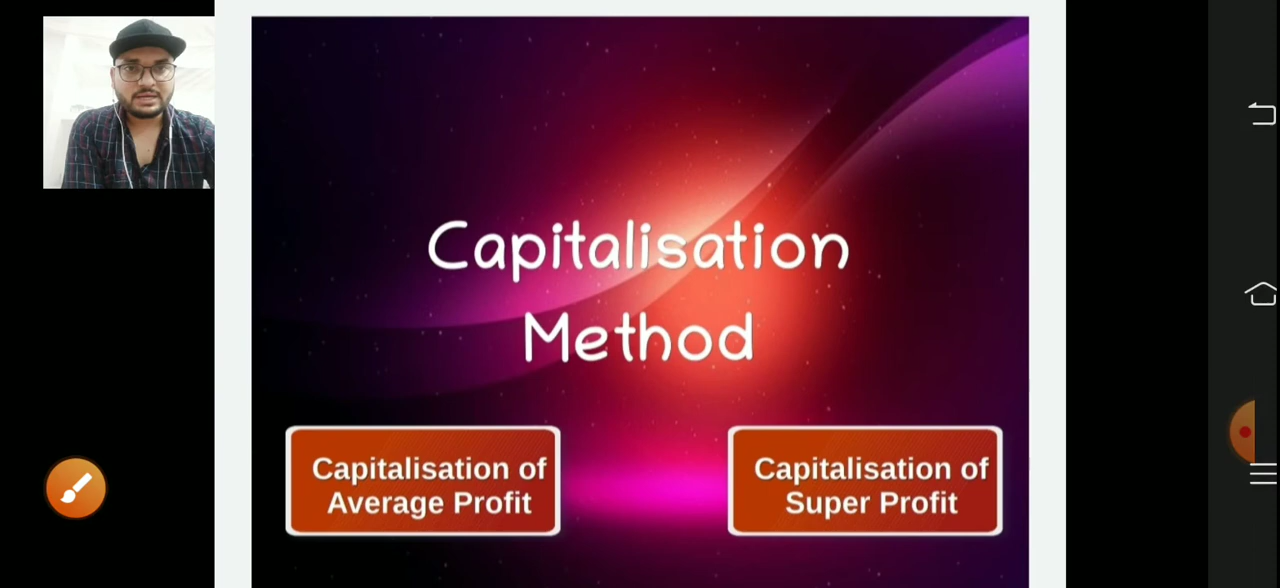 Capitalisation
Method
Capitalisation of
Average Profit
Capitalisation of
Super Profit